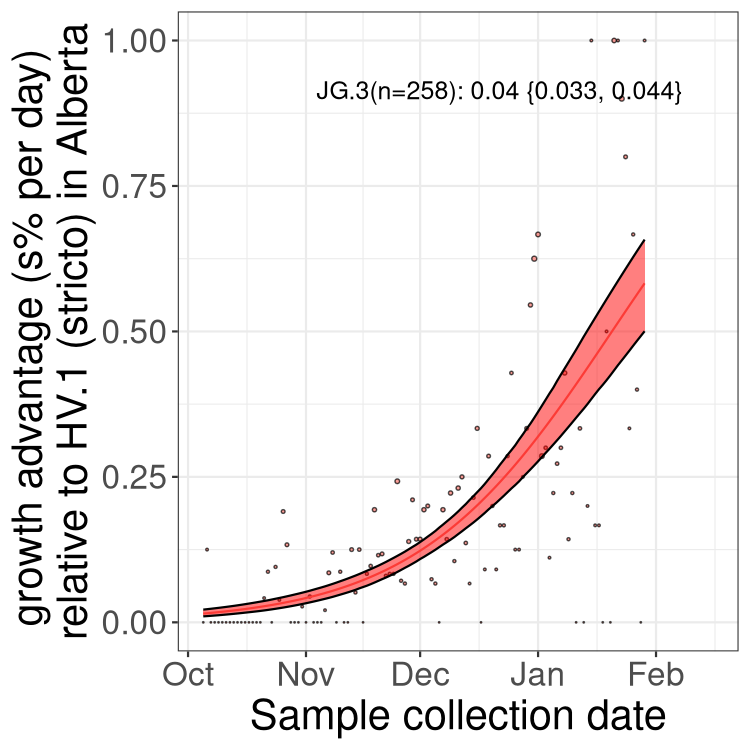 growth advantage (s% per day)
relative to HV.1 (stricto) in Alberta
1.00
0.75
0.50
0.25
0.00
JG.3(n=258): 0.04 {0.033, 0.044}
Oct Nov Dec Jan Feb
Sample collection date